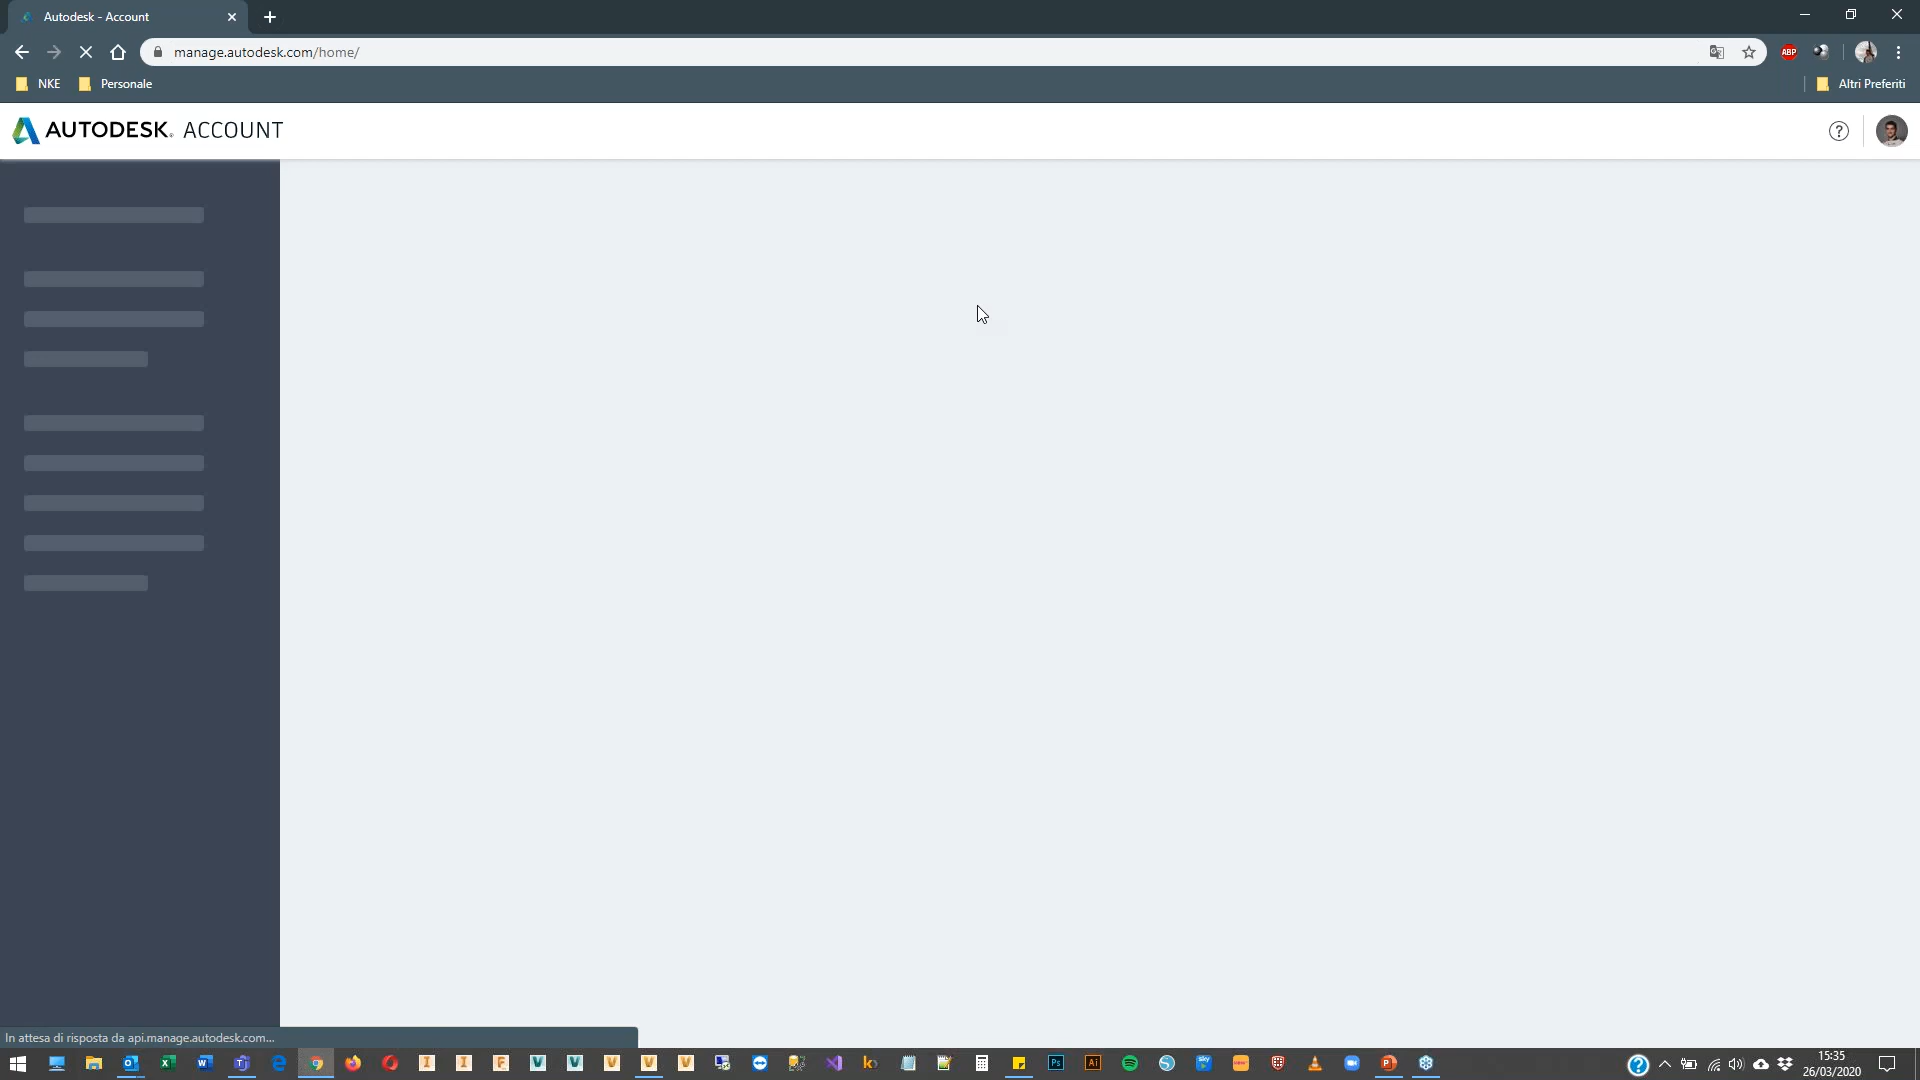 Autodesk - Account
manage.autodesk.com/home/
ABP
NKE
Personale
Altri Preferiti
AUTODESK® ACCOUNT
?
In attesa di risposta da api.manage.autodesk.com...
15:35
26/03/2020